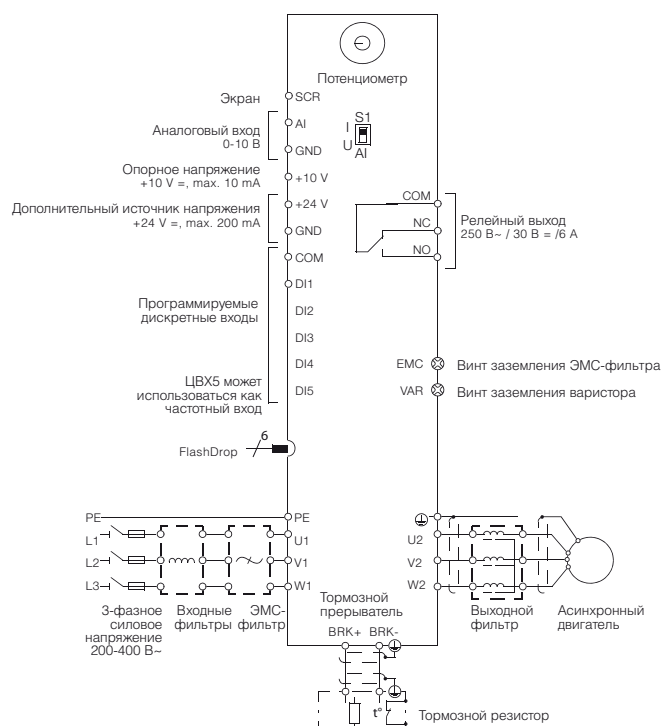 Потенциометр
Экран
SCR
Аналоговый вход
0-10 В
AI
GND
S1
I
U
AI
Опорное напряжение
+10 V =, max. 10 mA
+10 V
Дополнительный источник напряжения
+24 V =, max. 200 mA
+24 V
GND
COM
NC
NO
Релейный выход
250 В~ / 30 В = /6 А
COM
DI1
DI2
DI3
DI4
DI5
Программируемые
дискретные входы
ЦВХ5 может
использоваться как
частотный вход
EMC
Винт заземления ЭМС-фильтра
VAR
Винт заземления варистора
FlashDrop
6
PE
PE
L1
U1
U2
L2
V1
V2
L3
W1
W2
3-фазное
силовое
напряжение
200-400 В~
Входные
фильтры
ЭМС-
фильтр
Тормозной
прерыватель
BRK+ BRK-
Выходной
фильтр
Асинхронный
двигатель
t°
Тормозной резистор